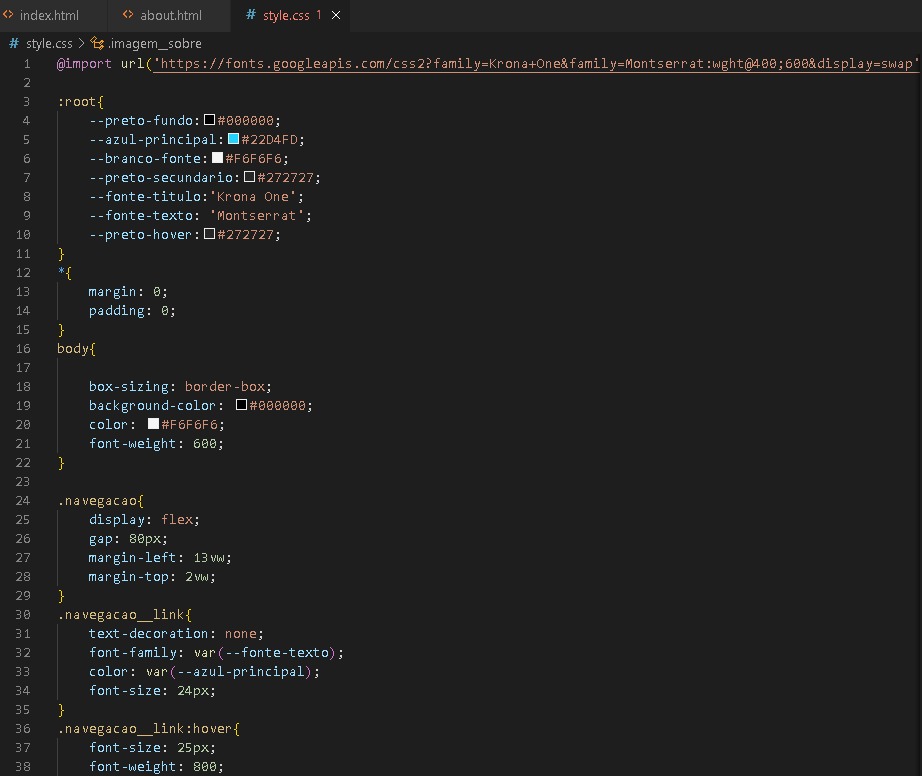 index.html about.html style.css 1
style.css .imagem__sobre
1 @import url('https://fonts.googleapis.com/css2?family=Krona+One&family=Montserrat:wght@400;600&display=swap'
2
3 :root{
4 --preto-fundo: #000000;
5 --azul-principal: #22D4FD;
6 --branco-fonte: #F6F6F6;
7 --preto-secundario: #272727;
8 --fonte-titulo:'Krona One';
9 --fonte-texto: 'Montserrat';
10 --preto-hover: #272727;
11 }
12 *{
13 margin: 0;
14 padding: 0;
15 }
16 body{
17
18 box-sizing: border-box;
19 background-color: #000000;
20 color: #F6F6F6;
21 font-weight: 600;
22 }
23
24 .navegacao{
25 display: flex;
26 gap: 80px;
27 margin-left: 13vw;
28 margin-top: 2vw;
29 }
30 .navegacao__link{
31 text-decoration: none;
32 font-family: var(--fonte-texto);
33 color: var(--azul-principal);
34 font-size: 24px;
35 }
36 .navegacao__link:hover{
37 font-size: 25px;
38 font-weight: 800;